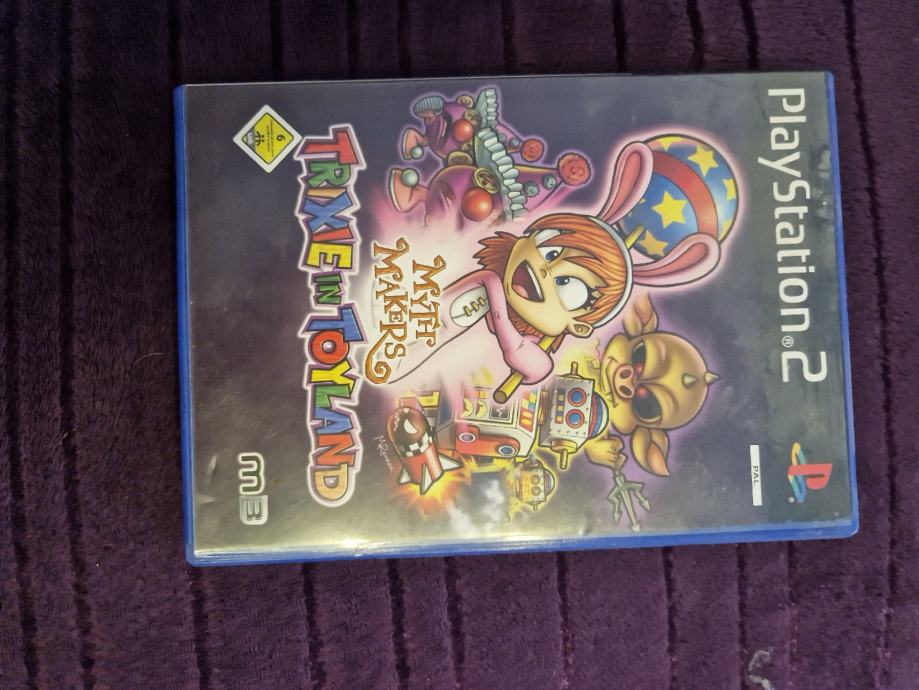 PlayStation®2
PAL
MYTH
MAKERS
TRIXIE IN TOYLAND
6
M3